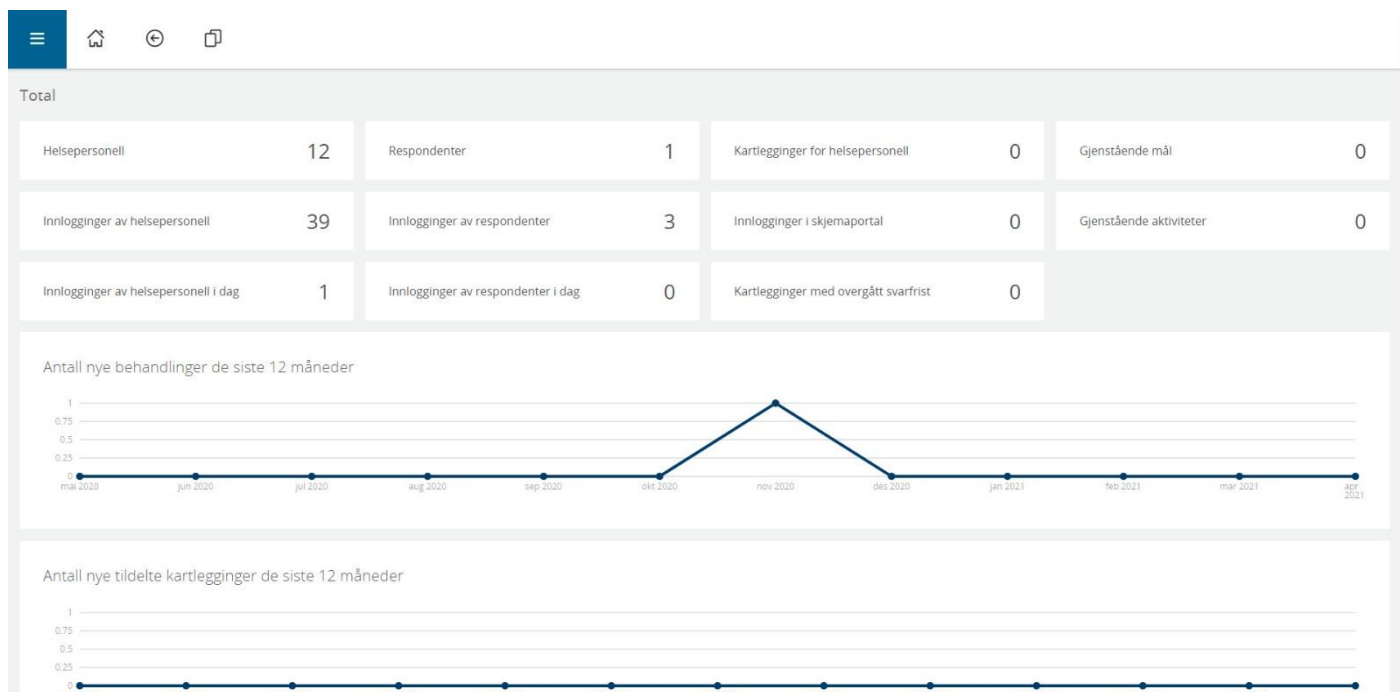 Total
Helsepersonell 12 Respondenter 1 Kartlegginger for helsepersonell 0 Gjenstående mål 0
Innlogginger av helsepersonell 39 Innlogginger av respondenter 3 Innlogginger i skjemaportal 0 Gjenstående aktiviteter 0
Innlogginger av helsepersonell i dag 1 Innlogginger av respondenter i dag 0 Kartlegginger med overgått svarfrist 0
Antall nye behandlinger de siste 12 måneder
1
0.75
0.5
0.25
0
mai 2020 jun 2020 jul 2020 aug 2020 sep 2020 okt 2020 nov 2020 des 2020 jan 2021 feb 2021 mar 2021 apr 2021
Antall nye tildelte kartlegginger de siste 12 måneder
1
0.75
0.5
0.25
0